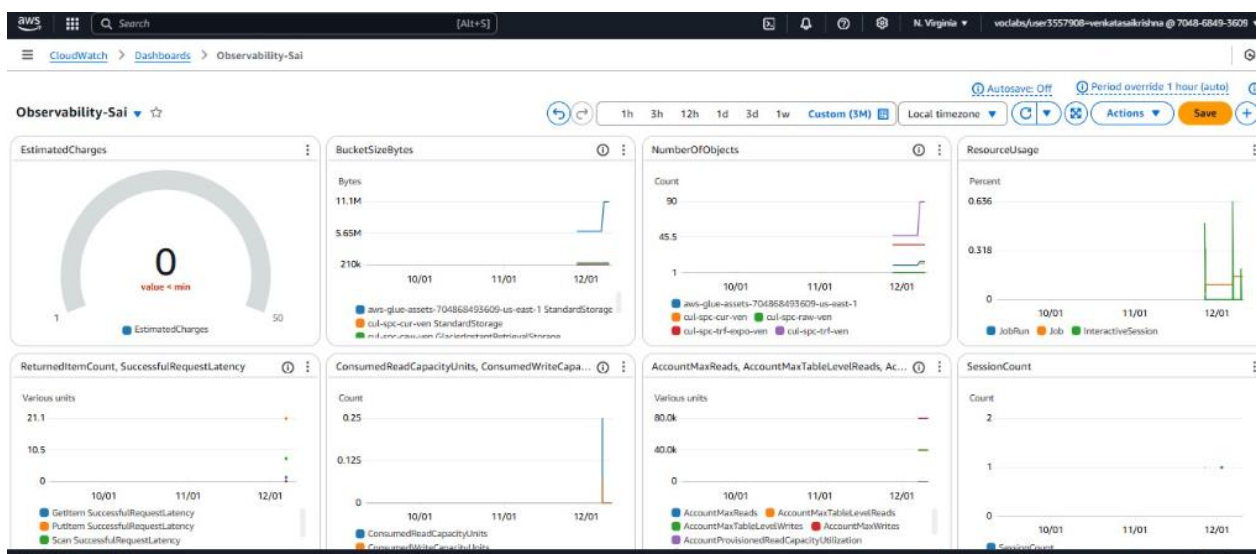 aws Search [Alt+S] N. Virginia voclabs/user3557908=venkatasaikrishna @ 7048-6849-3609
CloudWatch > Dashboards > Observability-Sai
Autosave: Off Period override 1 hour (auto)
Observability-Sai 1h 3h 12h 1d 3d 1w Custom (3M) Local timezone Actions Save
EstimatedCharges
0
value < min
1 50
EstimatedCharges
BucketSizeBytes
Bytes
11.1M
5.65M
210k
10/01 11/01 12/01
aws-glue-assets-704868493609-us-east-1 StandardStorage
cul-spc-cur-ven StandardStorage
cul-spc-raw-ven GlacierInstantRetrievalStorage
NumberOfObjects
Count
90
45.5
1
10/01 11/01 12/01
aws-glue-assets-704868493609-us-east-1
cul-spc-cur-ven cul-spc-raw-ven
cul-spc-trf-expo-ven cul-spc-trf-ven
ResourceUsage
Percent
0.636
0.318
0
10/01 11/01 12/01
JobRun Job InteractiveSession
ReturnedItemCount, SuccessfulRequestLatency
Various units
21.1
10.5
0
10/01 11/01 12/01
GetItem SuccessfulRequestLatency
PutItem SuccessfulRequestLatency
Scan SuccessfulRequestLatency
ConsumedReadCapacityUnits, ConsumedWriteCapa...
Count
0.25
0.125
0
10/01 11/01 12/01
ConsumedReadCapacityUnits
ConsumedWriteCapacityUnits
AccountMaxReads, AccountMaxTableLevelReads, Ac...
Various units
80.0k
40.0k
0
10/01 11/01 12/01
AccountMaxReads AccountMaxTableLevelReads
AccountMaxTableLevelWrites AccountMaxWrites
AccountProvisionedReadCapacityUtilization
SessionCount
Count
2
1
0
10/01 11/01 12/01
SessionCount